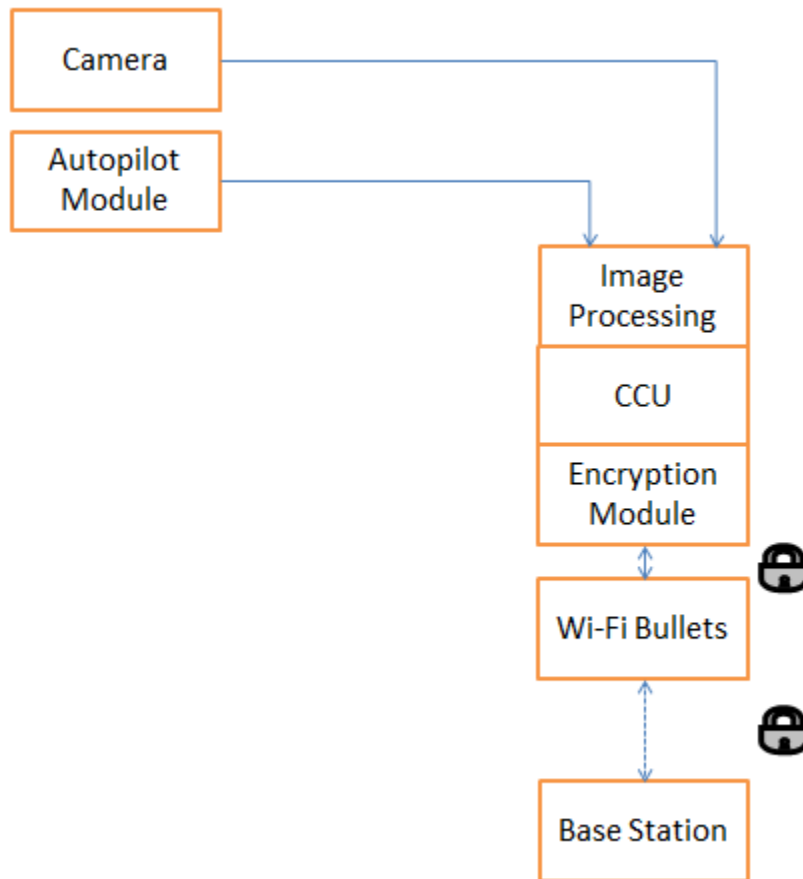 Camera
Autopilot
Module
Image
Processing
CCU
Encryption
Module
Wi-Fi Bullets
Base Station